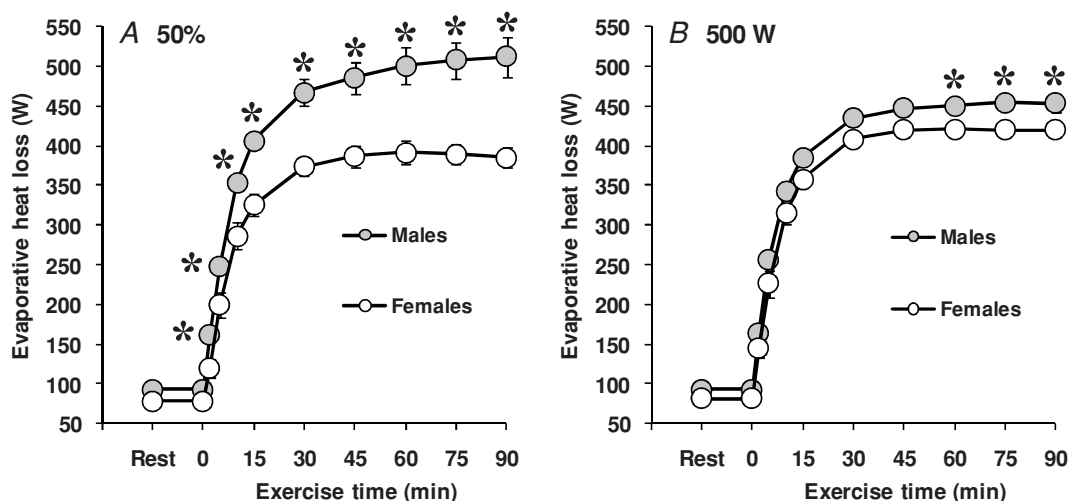 A 50%
B 500 W
Evaporative heat loss (W)
550
500
450
400
350
300
250
200
150
100
50
* * * * * * * * *
Males
Females
Rest 0 15 30 45 60 75 90
Exercise time (min)
Evaporative heat loss (W)
550
500
450
400
350
300
250
200
150
100
50
* * *
Males
Females
Rest 0 15 30 45 60 75 90
Exercise time (min)